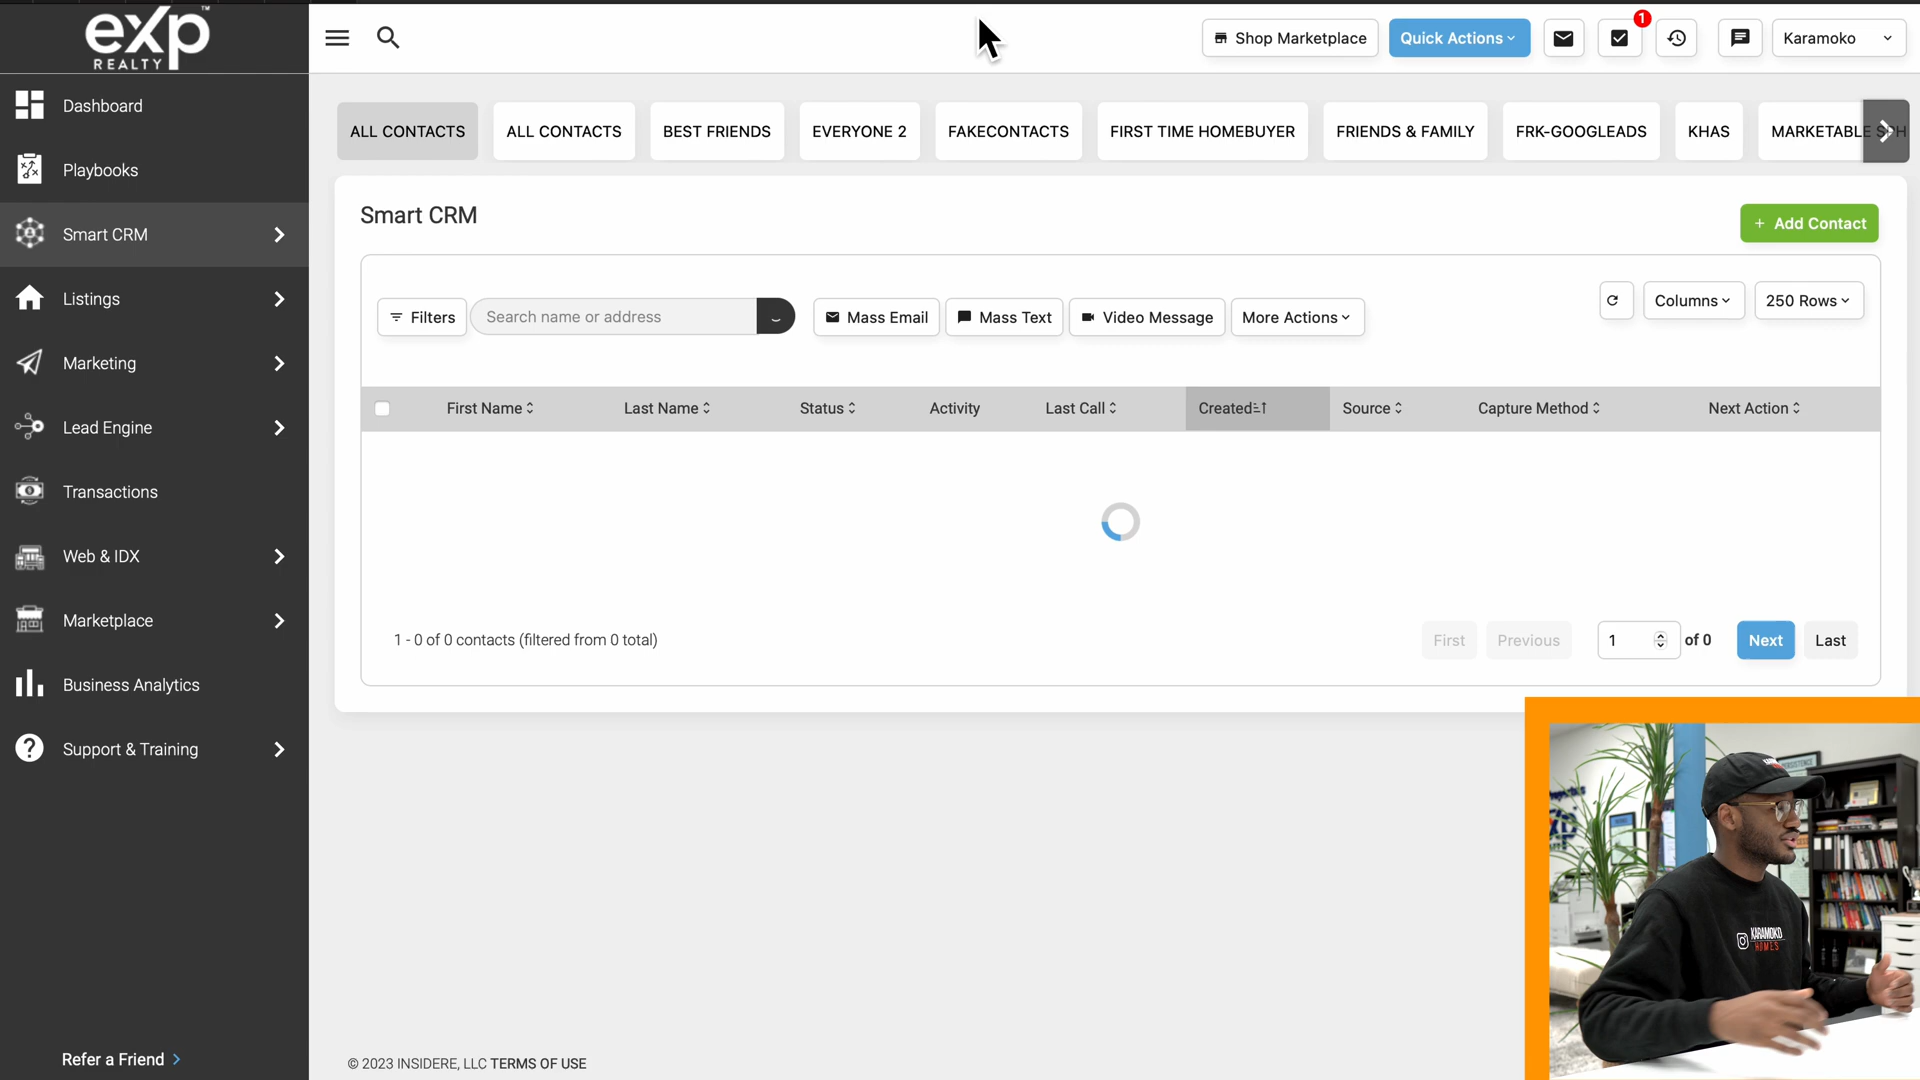 eXp™
REALTY
Shop Marketplace
Quick Actions
1
Karamoko
Dashboard
Playbooks
Smart CRM
Listings
Marketing
Lead Engine
Transactions
Web & IDX
Marketplace
Business Analytics
Support & Training
Refer a Friend
ALL CONTACTS
ALL CONTACTS
BEST FRIENDS
EVERYONE 2
FAKECONTACTS
FIRST TIME HOMEBUYER
FRIENDS & FAMILY
FRK-GOOGLEADS
KHAS
MARKETABLE SPH
Smart CRM
+ Add Contact
Filters
Search name or address
Mass Email
Mass Text
Video Message
More Actions
Columns
250 Rows
First Name
Last Name
Status
Activity
Last Call
Created
Source
Capture Method
Next Action
1 - 0 of 0 contacts (filtered from 0 total)
First
Previous
1
of 0
Next
Last
© 2023 INSIDERE, LLC TERMS OF USE
KARAMOKO
HOMES